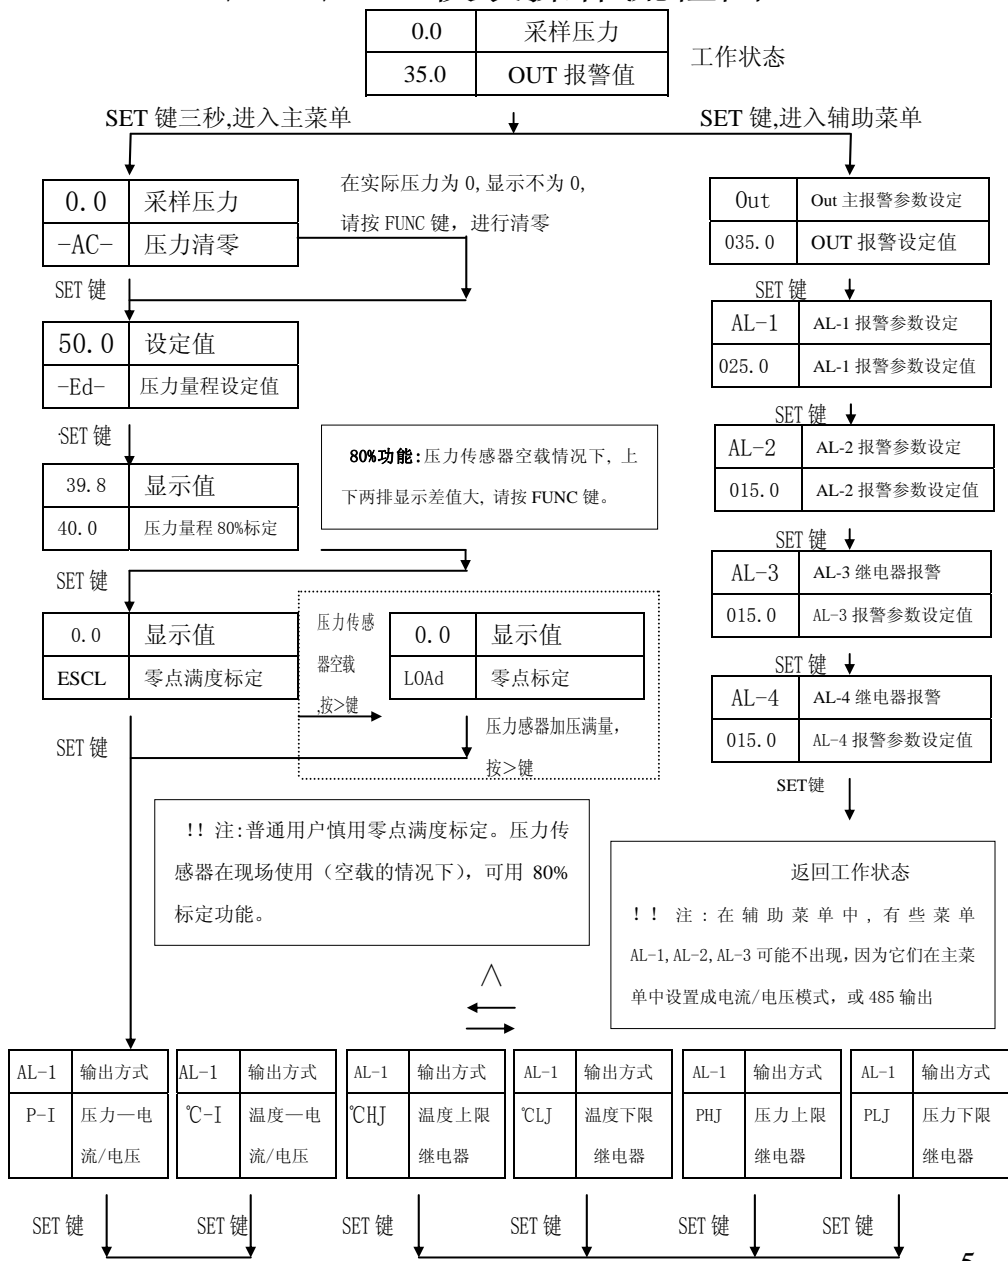 0.0 采样压力
35.0 OUT 报警值
工作状态
SET 键三秒,进入主菜单
SET 键,进入辅助菜单
0.0 采样压力
-AC- 压力清零
在实际压力为 0,显示不为 0,
请按 FUNC 键，进行清零
SET 键
50.0 设定值
-Ed- 压力量程设定值
SET 键
39.8 显示值
40.0 压力量程 80%标定
80%功能:压力传感器空载情况下, 上
下两排显示差值大, 请按 FUNC 键。
SET 键
0.0 显示值
ESCL 零点满度标定
压力传感
器空载
,按>键
0.0 显示值
LOAd 零点标定
压力感器加压满量,
按>键
SET 键
!! 注:普通用户慎用零点满度标定。压力传
感器在现场使用（空载的情况下），可用 80%
标定功能。
Out Out 主报警参数设定
035.0 OUT 报警设定值
SET 键
AL-1 AL-1 报警参数设定
025.0 AL-1 报警参数设定值
SET 键
AL-2 AL-2 报警参数设定
015.0 AL-2 报警参数设定值
SET 键
AL-3 AL-3 继电器报警
015.0 AL-3 报警参数设定值
SET 键
AL-4 AL-4 继电器报警
015.0 AL-4 报警参数设定值
SET键
返回工作状态
!! 注:在辅助菜单中,有些菜单
AL-1,AL-2,AL-3 可能不出现,因为它们在主菜
单中设置成电流/电压模式，或 485 输出
∧
AL-1 输出方式
P-I 压力—电
流/电压
AL-1 输出方式
℃-I 温度—电
流/电压
AL-1 输出方式
℃HJ 温度上限
继电器
AL-1 输出方式
℃LJ 温度下限
继电器
AL-1 输出方式
PHJ 压力上限
继电器
AL-1 输出方式
PLJ 压力下限
继电器
SET 键
SET 键
SET 键
SET 键
SET 键
SET 键